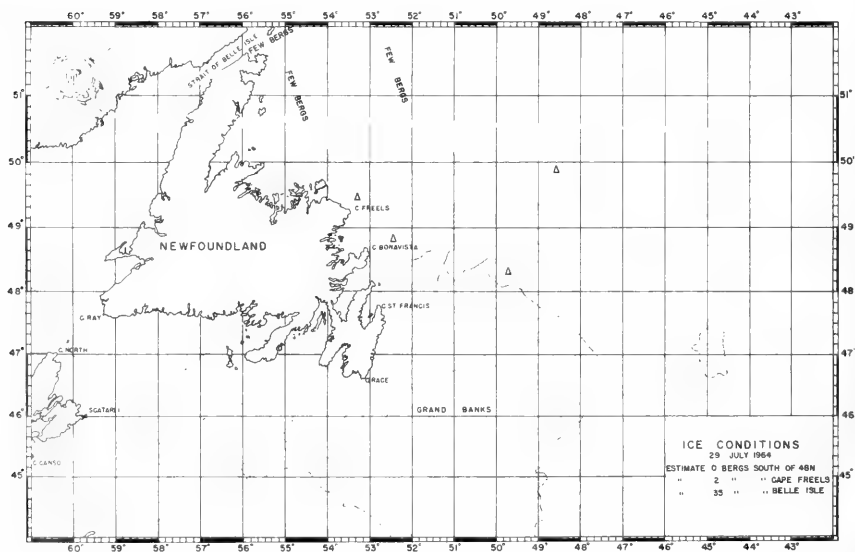 60° 59° 58° 57° 56° 55° 54° 53° 52° 51° 50° 49° 48° 47° 46° 45° 44° 43°
STRAIT OF BELLE ISLE
FEW BERGS
FEW BERGS
FEW BERGS
51° 51°
50° 50°
C FREELS
49° 49°
NEWFOUNDLAND
C BONAVISTA
48° 48°
C RAY
C ST FRANCIS
47° 47°
C NORTH
C RACE
SCATARI I
GRAND BANKS
46° 46°
C CANSO
45° 45°
ICE CONDITIONS
29 JULY 1964
ESTIMATE 0 BERGS SOUTH OF 48N
" 2 " " CAPE FREELS
" 35 " " BELLE ISLE
60° 59° 58° 57° 56° 55° 54° 53° 52° 51° 50° 49° 48° 47° 46° 45° 44° 43°